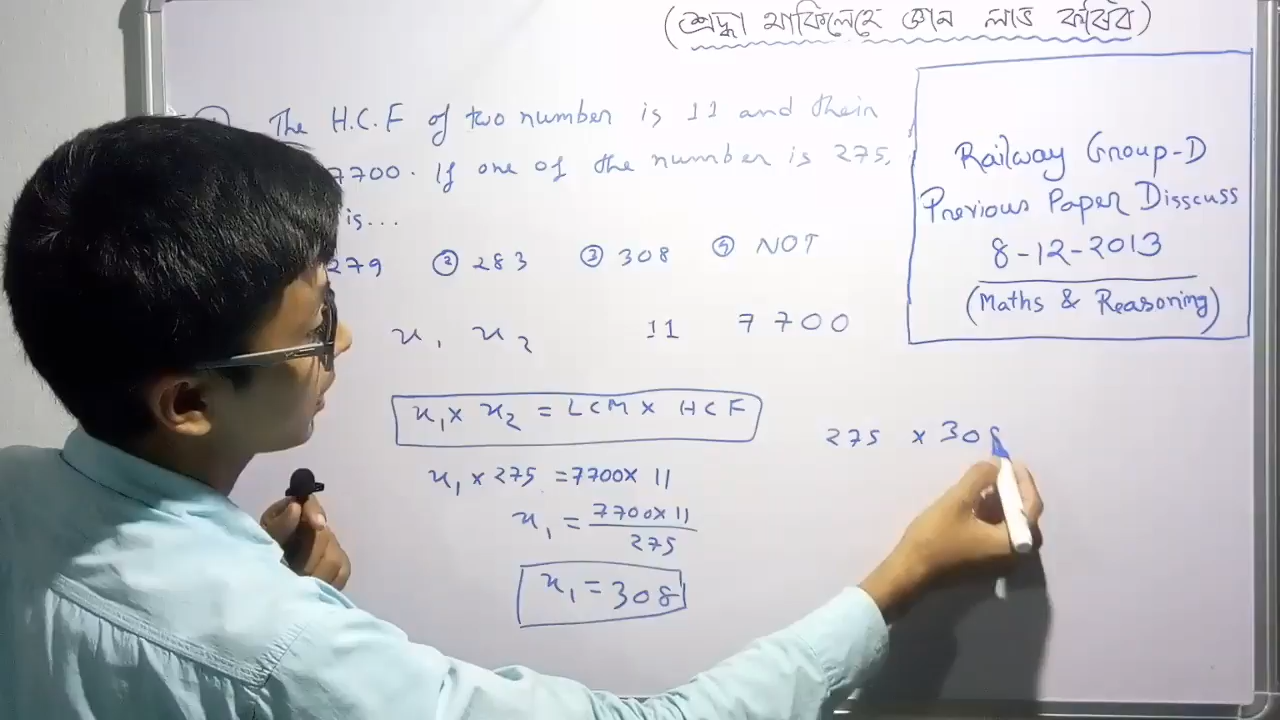 (শ্রদ্ধা থাকিলেহে জ্ঞান লাভ কৰিব)
The H.C.F of two number is 11 and their
7700. If one of the number is 275,
is...
279 ② 283 ③ 308 ④ NOT
x₁ x₂ 11 7700
x₁ × x₂ = LCM × HCF
x₁ × 275 = 7700 × 11
x₁ = 7700 × 11 / 275
x₁ = 308
275 × 308
Railway Group-D
Previous Paper Disscuss
8-12-2013
(Maths & Reasoning)